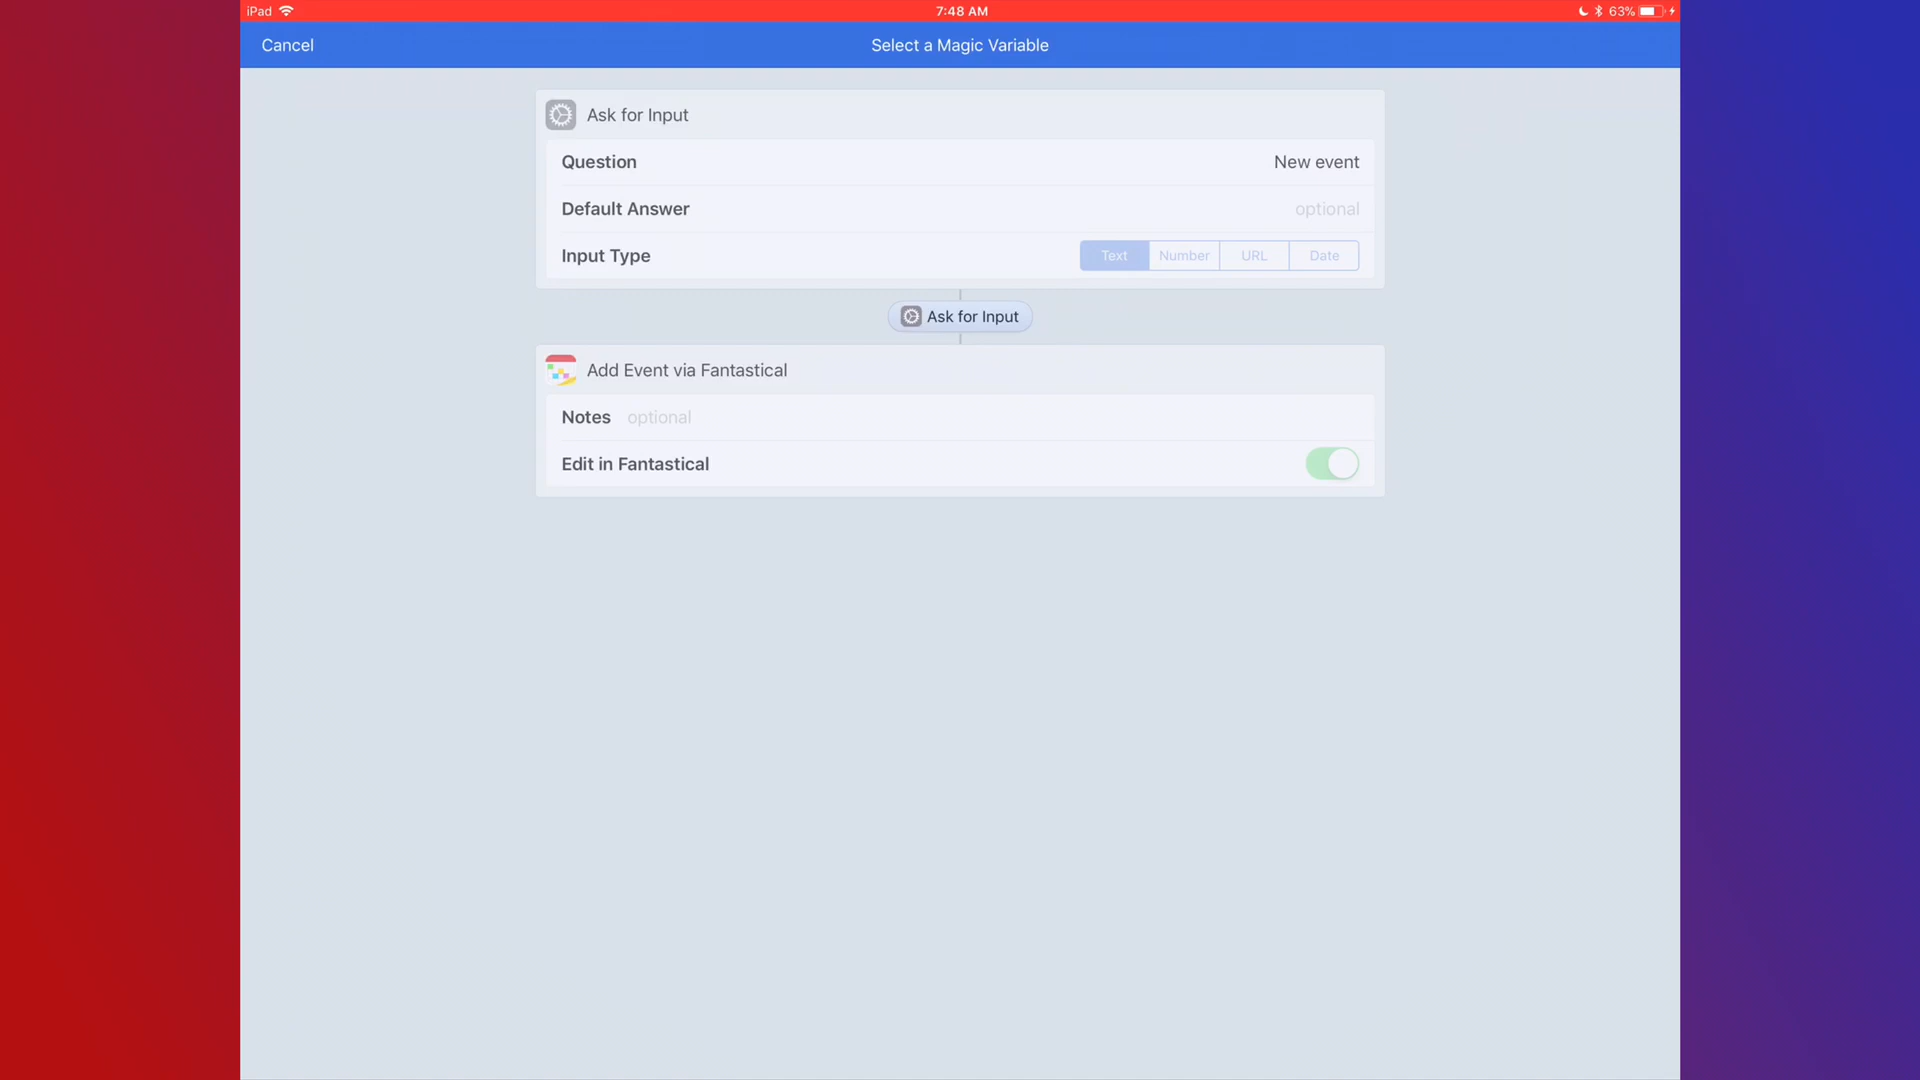 iPad 7:48 AM 63%
Cancel Select a Magic Variable
Ask for Input
Question New event
Default Answer optional
Input Type Text Number URL Date
Ask for Input
Add Event via Fantastical
Notes optional
Edit in Fantastical